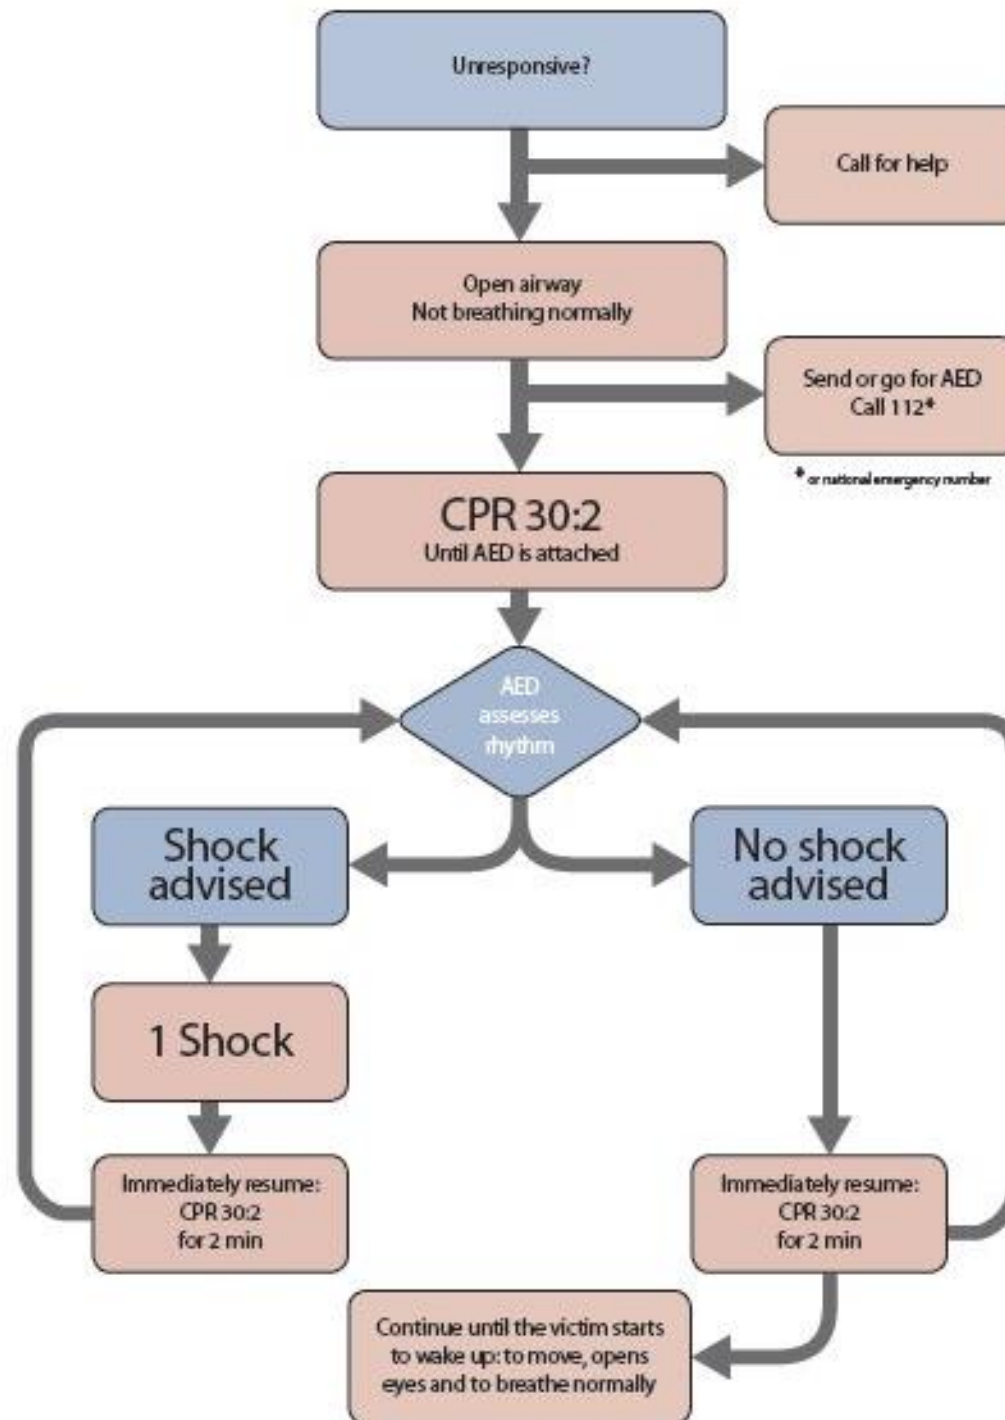 Unresponsive?
Call for help
Open airway
Not breathing normally
Send or go for AED
Call 112*
* or national emergency number
CPR 30:2
Until AED is attached
AED
assesses
rhythm
Shock
advised
No shock
advised
1 Shock
Immediately resume:
CPR 30:2
for 2 min
Immediately resume:
CPR 30:2
for 2 min
Continue until the victim starts
to wake up: to move, opens
eyes and to breathe normally